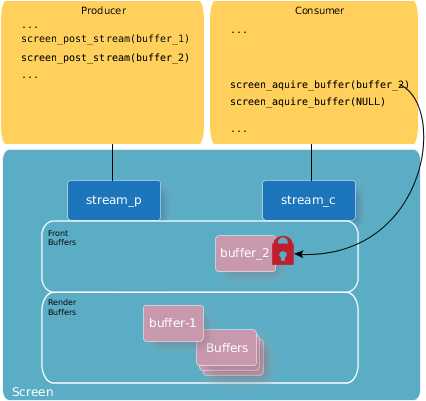 Producer
...
screen_post_stream(buffer_1)
screen_post_stream(buffer_2)
...
Consumer
...
screen_aquire_buffer(buffer_2)
screen_aquire_buffer(NULL)
...
stream_p
stream_c
Front
Buffers
buffer_2
Render
Buffers
buffer-1
Buffers
Screen